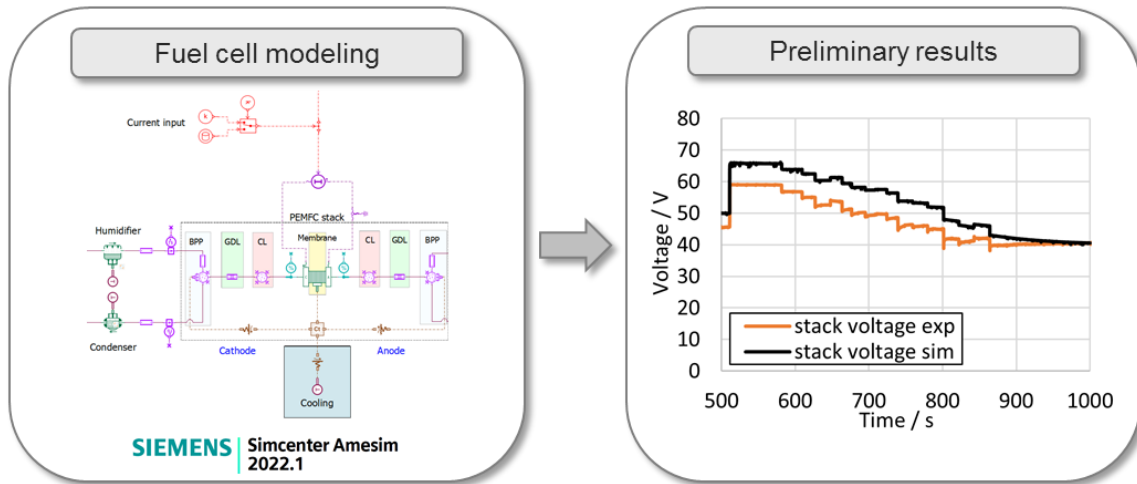 Fuel cell modeling
Current input
PEMFC stack
Humidifier
BPP
GDL
CL
Membrane
CL
GDL
BPP
Condenser
Cathode
Anode
Cooling
SIEMENS
Simcenter Amesim
2022.1
Preliminary results
80
70
60
50
40
30
20
10
0
Voltage / V
stack voltage exp
stack voltage sim
500 600 700 800 900 1000
Time / s